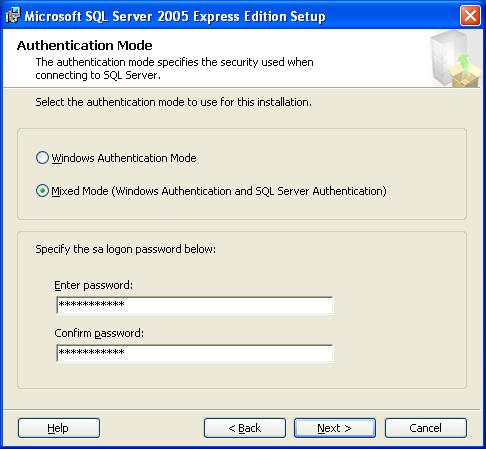 Microsoft SQL Server 2005 Express Edition Setup
Authentication Mode
The authentication mode specifies the security used when
connecting to SQL Server.
Select the authentication mode to use for this installation.
Windows Authentication Mode
Mixed Mode (Windows Authentication and SQL Server Authentication)
Specify the sa logon password below:
Enter password:
***********
Confirm password:
***********
Help
< Back
Next >
Cancel